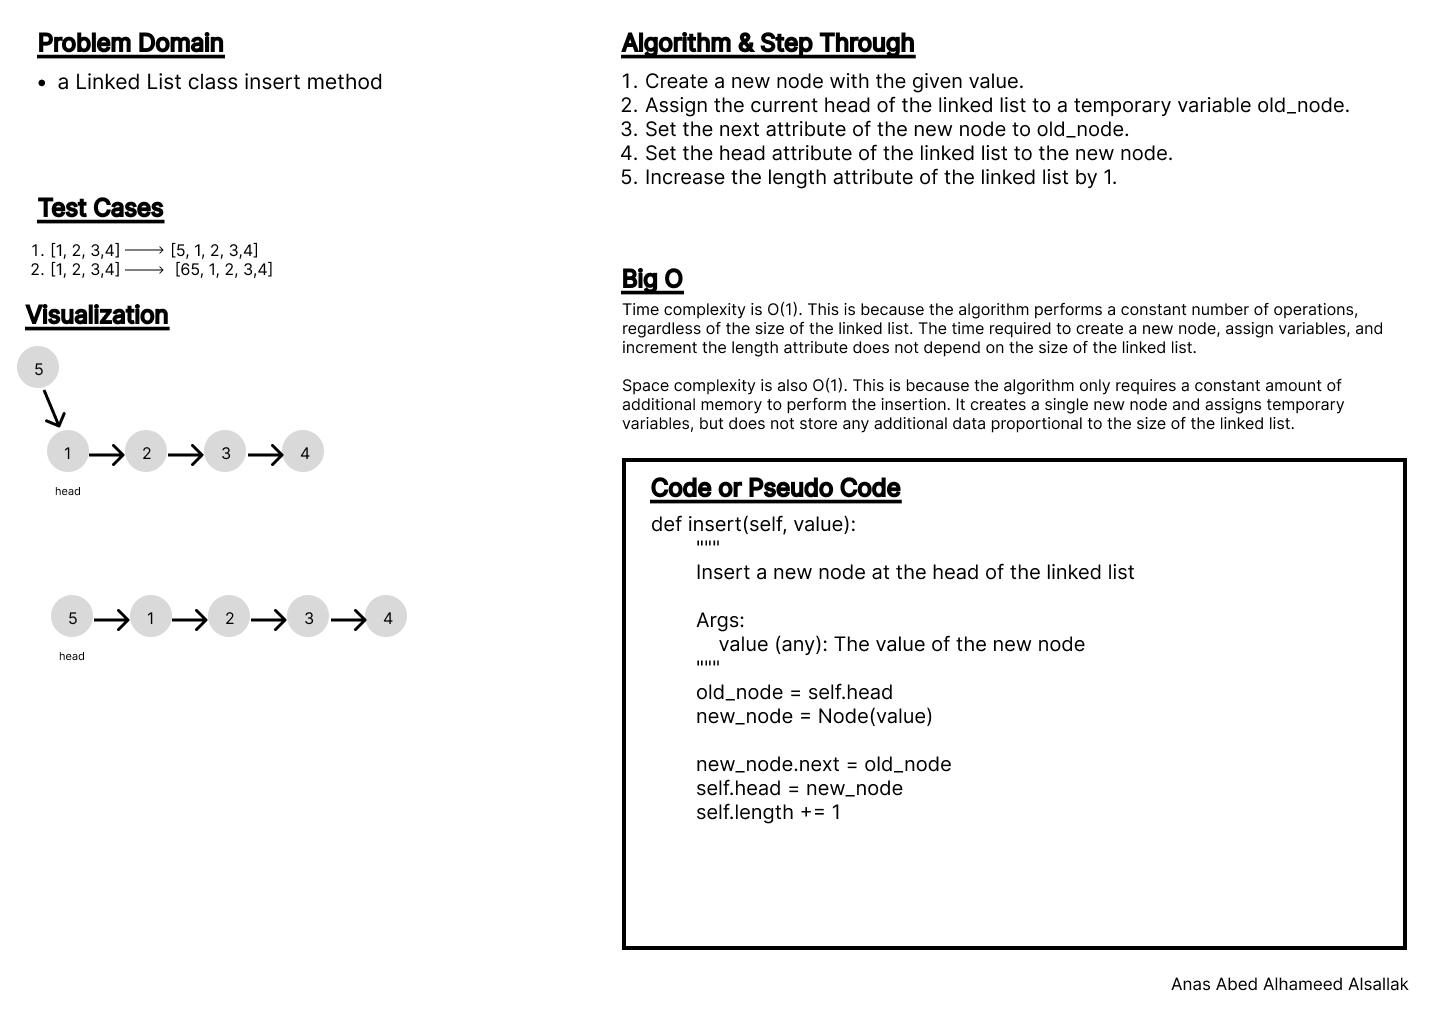 Problem Domain
• a Linked List class insert method
Test Cases
1. [1, 2, 3,4] ⟶ [5, 1, 2, 3,4]
2. [1, 2, 3,4] ⟶ [65, 1, 2, 3,4]
Visualization
5
1 2 3 4
head
5 1 2 3 4
head
Algorithm & Step Through
1. Create a new node with the given value.
2. Assign the current head of the linked list to a temporary variable old_node.
3. Set the next attribute of the new node to old_node.
4. Set the head attribute of the linked list to the new node.
5. Increase the length attribute of the linked list by 1.
Big O
Time complexity is O(1). This is because the algorithm performs a constant number of operations,
regardless of the size of the linked list. The time required to create a new node, assign variables, and
increment the length attribute does not depend on the size of the linked list.
Space complexity is also O(1). This is because the algorithm only requires a constant amount of
additional memory to perform the insertion. It creates a single new node and assigns temporary
variables, but does not store any additional data proportional to the size of the linked list.
Code or Pseudo Code
def insert(self, value):
"""
Insert a new node at the head of the linked list
Args:
value (any): The value of the new node
"""
old_node = self.head
new_node = Node(value)
new_node.next = old_node
self.head = new_node
self.length += 1
Anas Abed Alhameed Alsallak